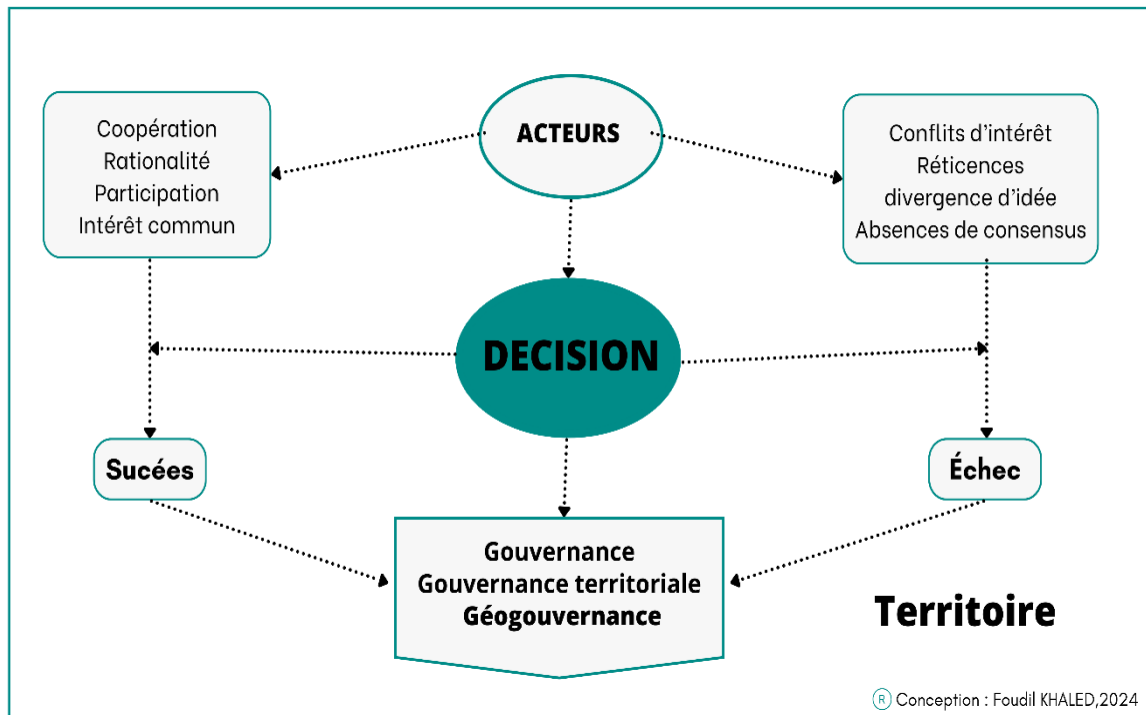 ACTEURS
Coopération
Rationalité
Participation
Intérêt commun
Conflits d'intérêt
Réticences
divergence d'idée
Absences de consensus
DECISION
Sucées
Échec
Gouvernance
Gouvernance territoriale
Géogouvernance
Territoire
® Conception : Foudil KHALED,2024